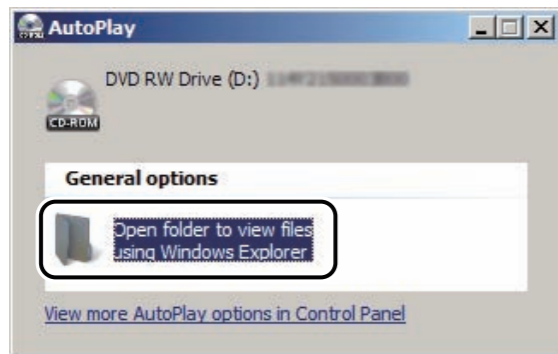 AutoPlay
DVD RW Drive (D:)
CD-ROM
General options
Open folder to view files
using Windows Explorer
View more AutoPlay options in Control Panel